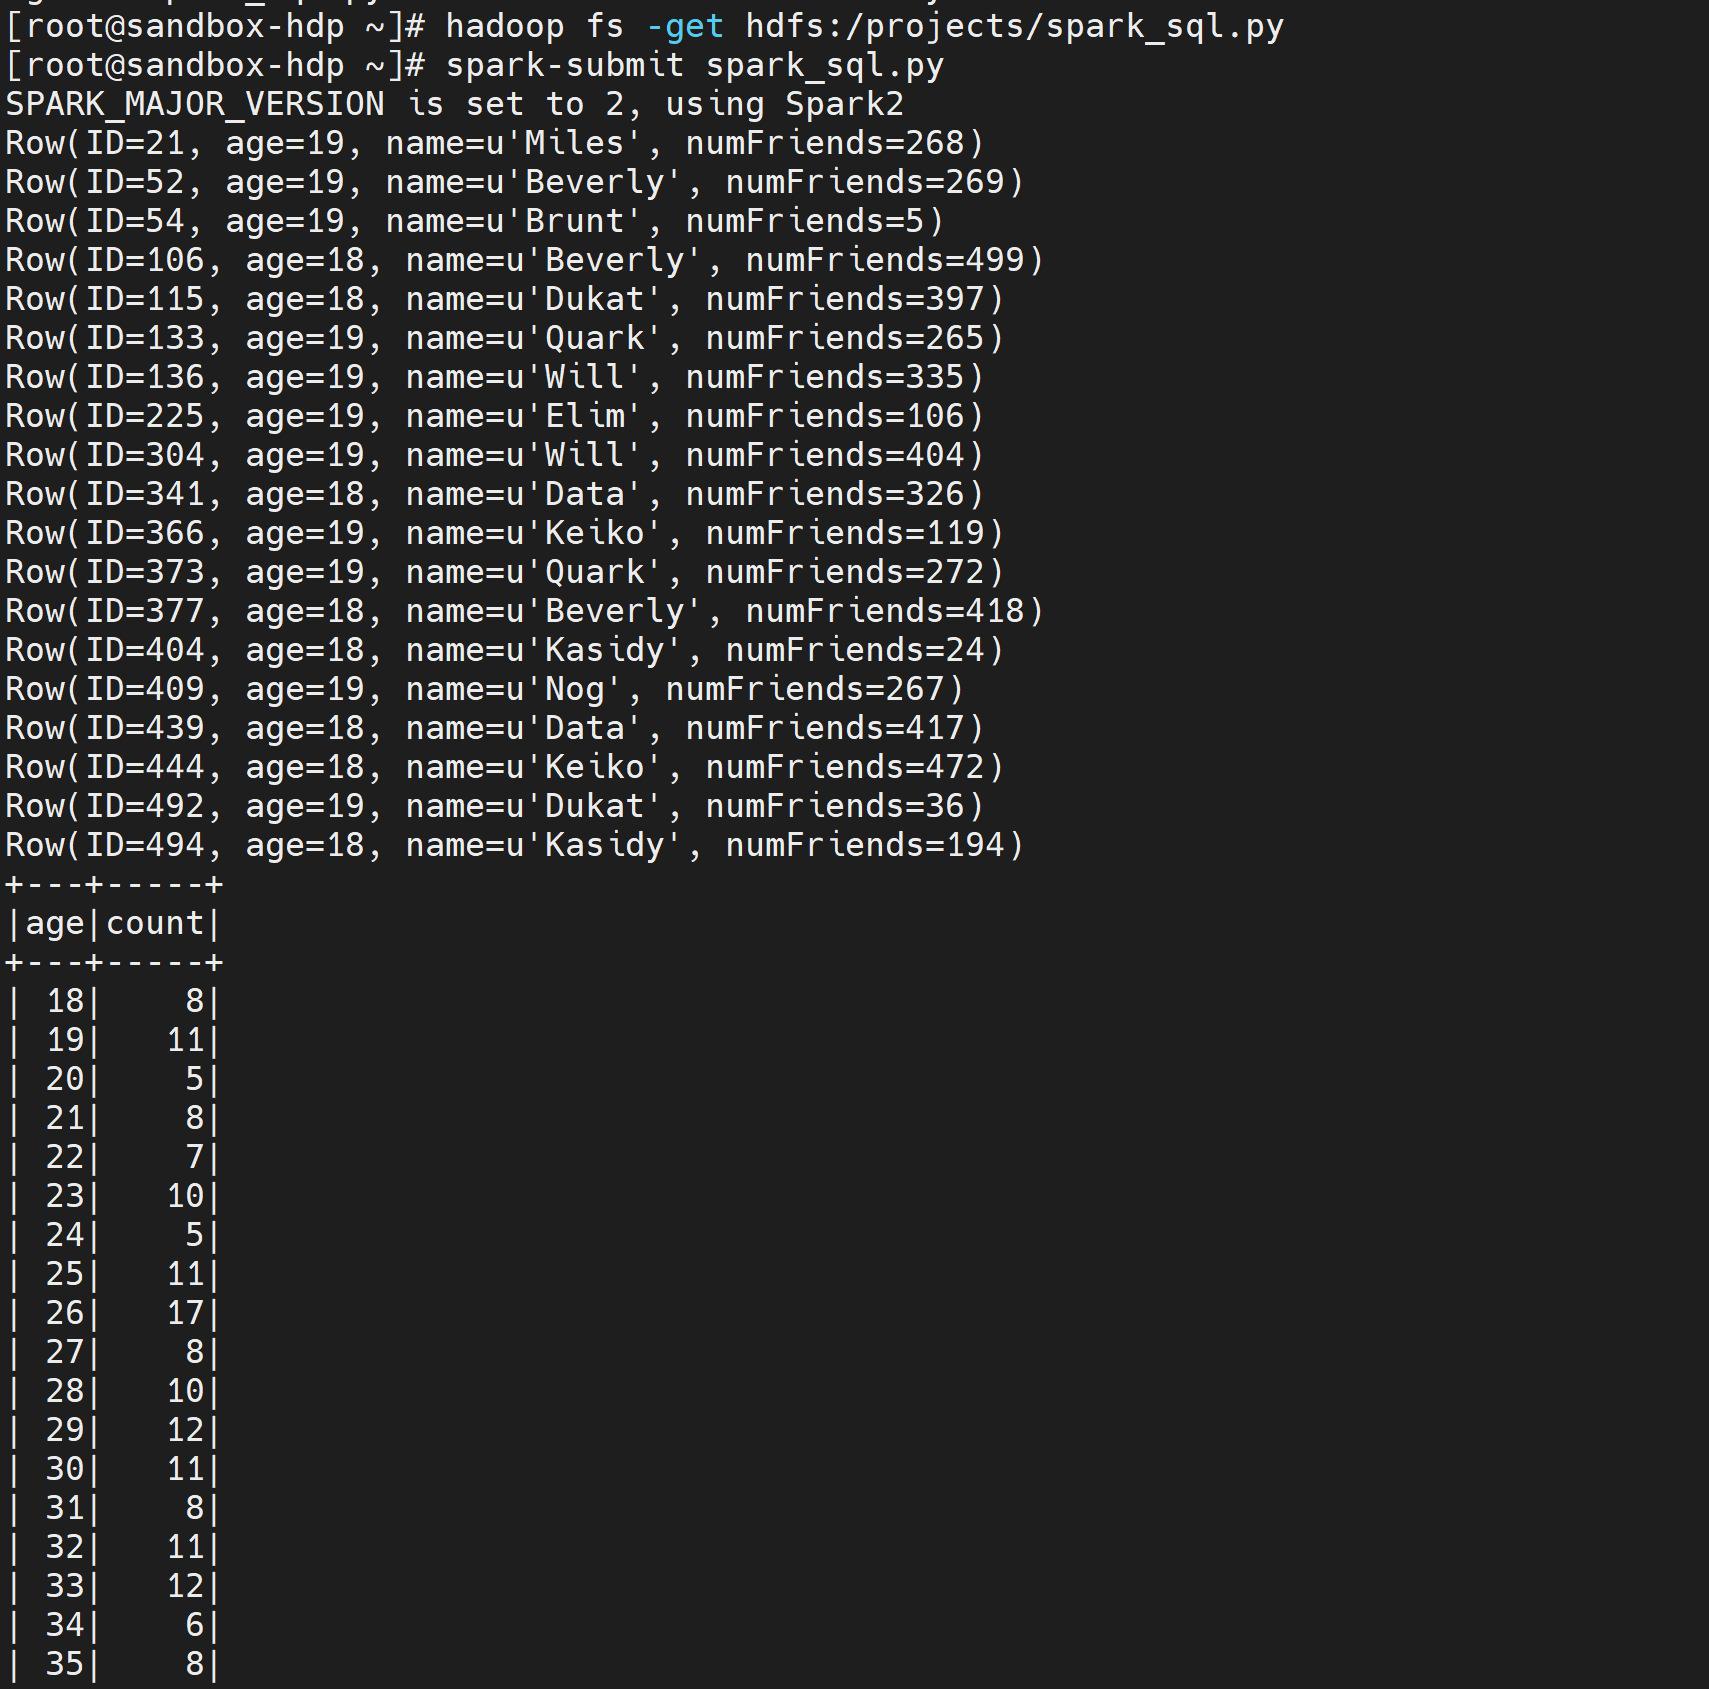 [root@sandbox-hdp ~]# hadoop fs -get hdfs:/projects/spark_sql.py
[root@sandbox-hdp ~]# spark-submit spark_sql.py
SPARK_MAJOR_VERSION is set to 2, using Spark2
Row(ID=21, age=19, name=u'Miles', numFriends=268)
Row(ID=52, age=19, name=u'Beverly', numFriends=269)
Row(ID=54, age=19, name=u'Brunt', numFriends=5)
Row(ID=106, age=18, name=u'Beverly', numFriends=499)
Row(ID=115, age=18, name=u'Dukat', numFriends=397)
Row(ID=133, age=19, name=u'Quark', numFriends=265)
Row(ID=136, age=19, name=u'Will', numFriends=335)
Row(ID=225, age=19, name=u'Elim', numFriends=106)
Row(ID=304, age=19, name=u'Will', numFriends=404)
Row(ID=341, age=18, name=u'Data', numFriends=326)
Row(ID=366, age=19, name=u'Keiko', numFriends=119)
Row(ID=373, age=19, name=u'Quark', numFriends=272)
Row(ID=377, age=18, name=u'Beverly', numFriends=418)
Row(ID=404, age=18, name=u'Kasidy', numFriends=24)
Row(ID=409, age=19, name=u'Nog', numFriends=267)
Row(ID=439, age=18, name=u'Data', numFriends=417)
Row(ID=444, age=18, name=u'Keiko', numFriends=472)
Row(ID=492, age=19, name=u'Dukat', numFriends=36)
Row(ID=494, age=18, name=u'Kasidy', numFriends=194)
+---+-----+
|age|count|
+---+-----+
| 18|    8|
| 19|   11|
| 20|    5|
| 21|    8|
| 22|    7|
| 23|   10|
| 24|    5|
| 25|   11|
| 26|   17|
| 27|    8|
| 28|   10|
| 29|   12|
| 30|   11|
| 31|    8|
| 32|   11|
| 33|   12|
| 34|    6|
| 35|    8|